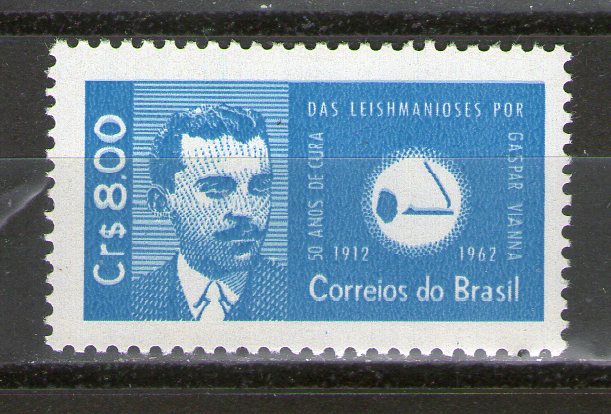 Cr$ 8.00
50 ANOS DE CURA
DAS LEISHMANIOSES POR
GASPAR VIANNA
1912 1962
Correios do Brasil